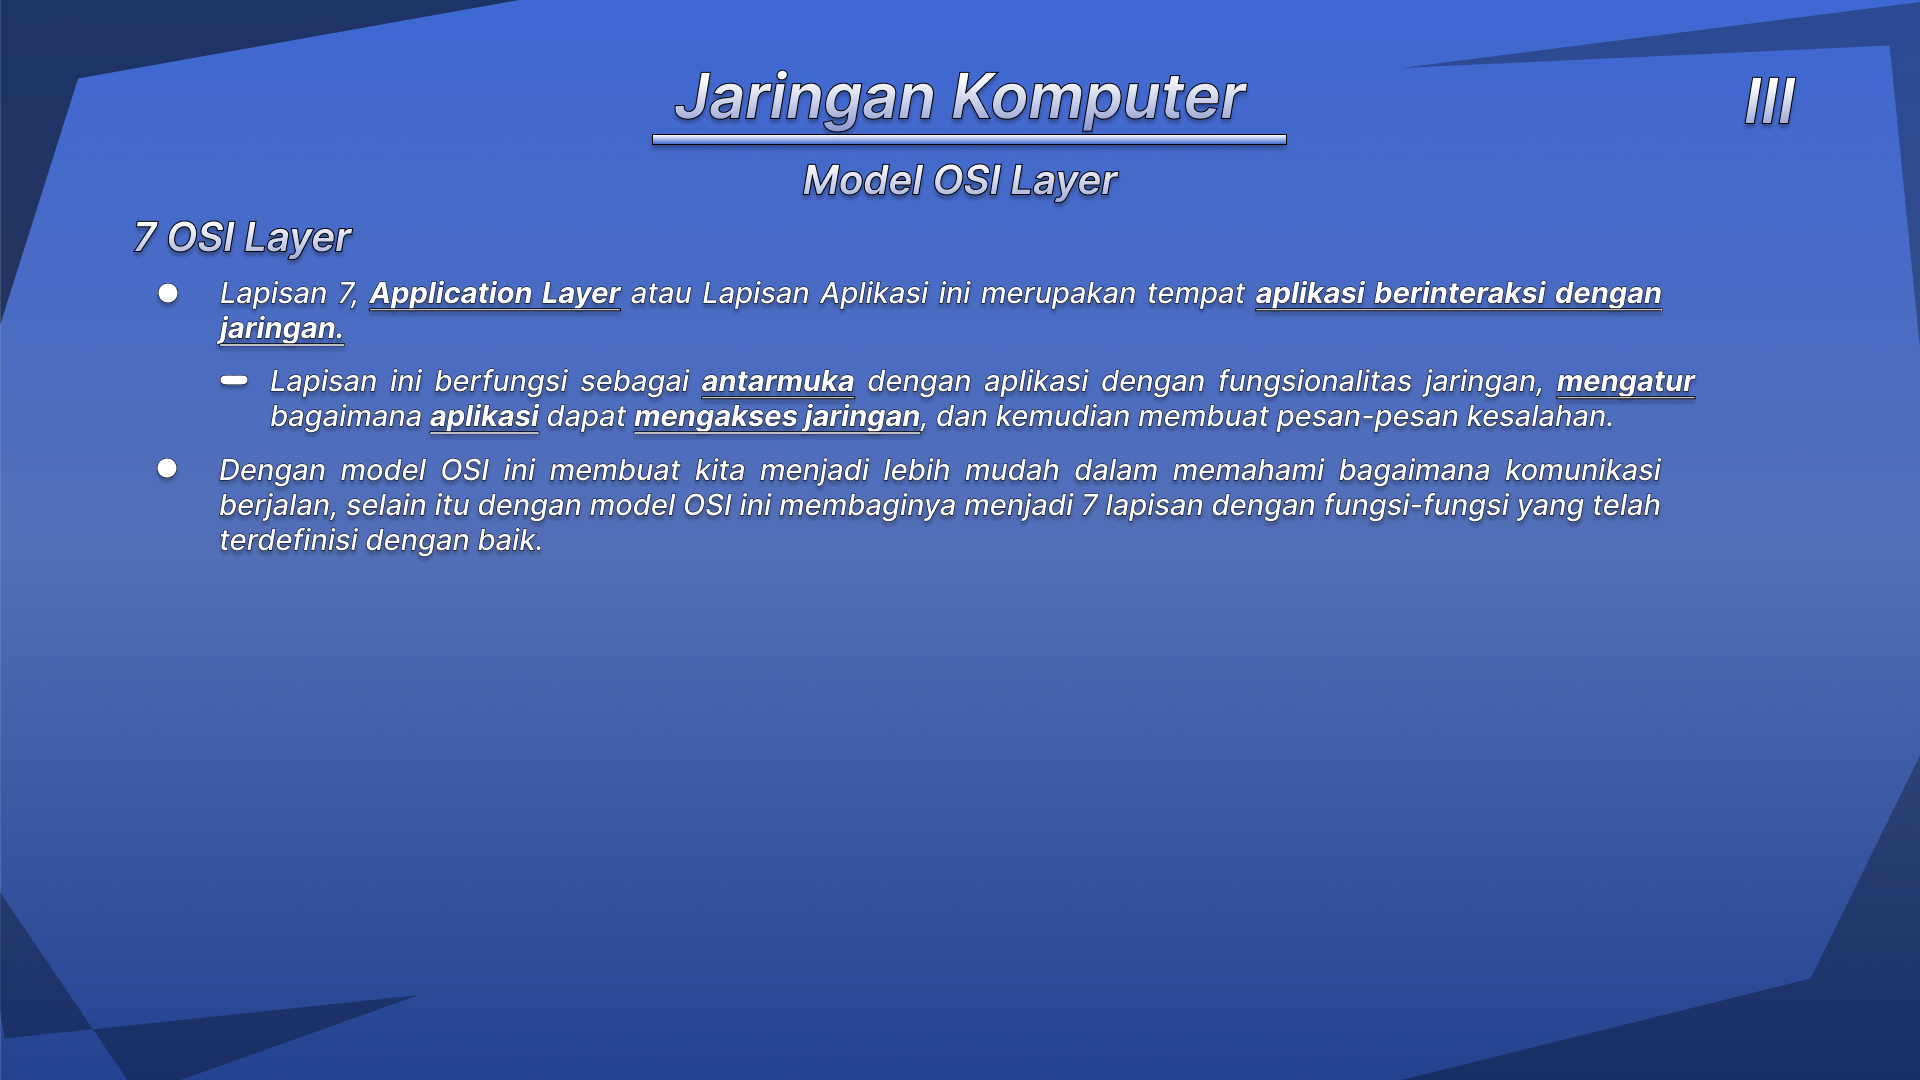 Jaringan Komputer
III
Model OSI Layer
7 OSI Layer
● Lapisan 7, Application Layer atau Lapisan Aplikasi ini merupakan tempat aplikasi berinteraksi dengan
jaringan.
- Lapisan ini berfungsi sebagai antarmuka dengan aplikasi dengan fungsionalitas jaringan, mengatur
bagaimana aplikasi dapat mengakses jaringan, dan kemudian membuat pesan-pesan kesalahan.
● Dengan model OSI ini membuat kita menjadi lebih mudah dalam memahami bagaimana komunikasi
berjalan, selain itu dengan model OSI ini membaginya menjadi 7 lapisan dengan fungsi-fungsi yang telah
terdefinisi dengan baik.